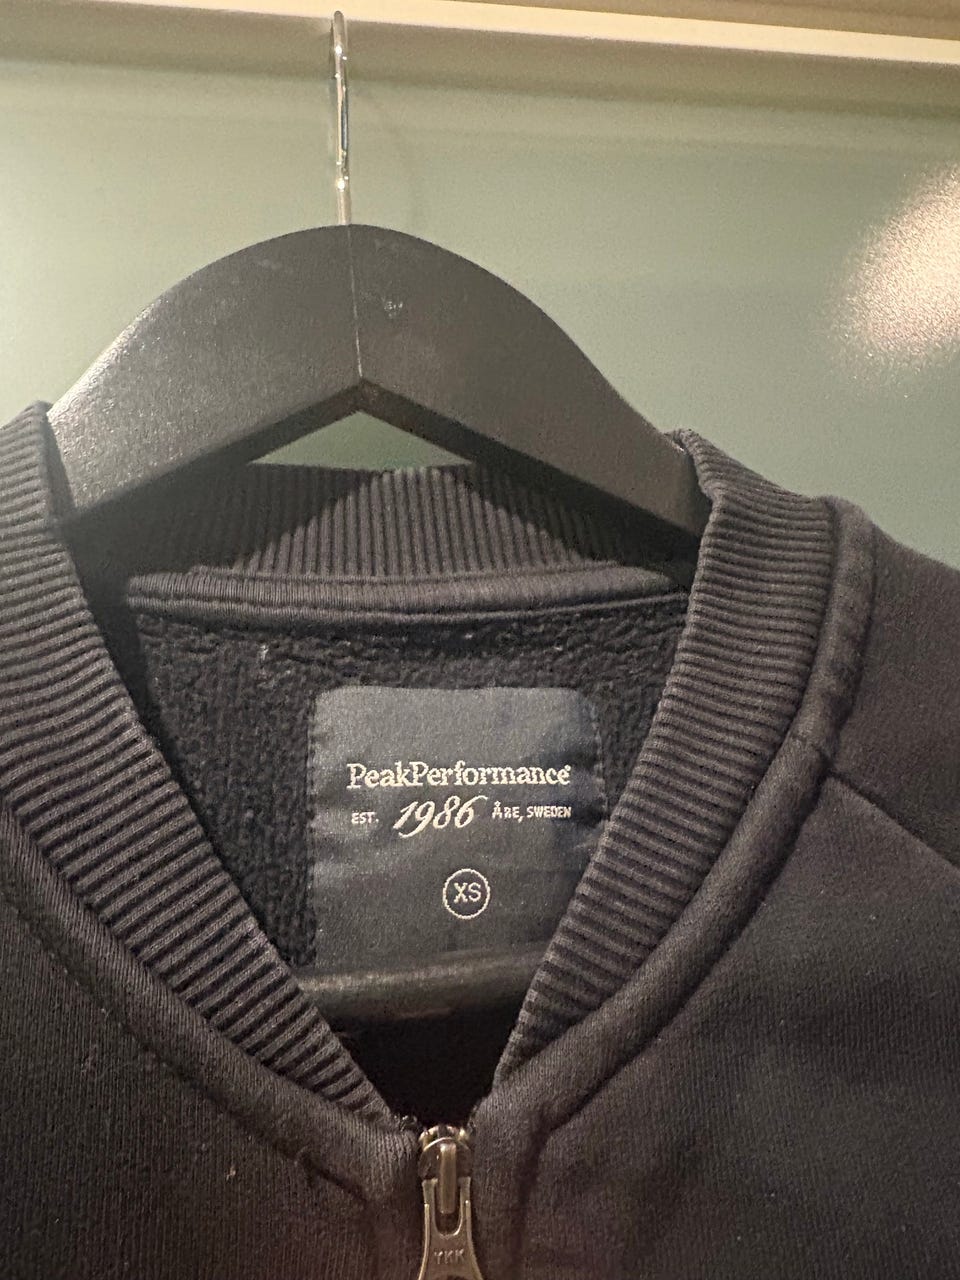 PeakPerformance®
EST. 1986 ÅRE, SWEDEN
XS
YKK